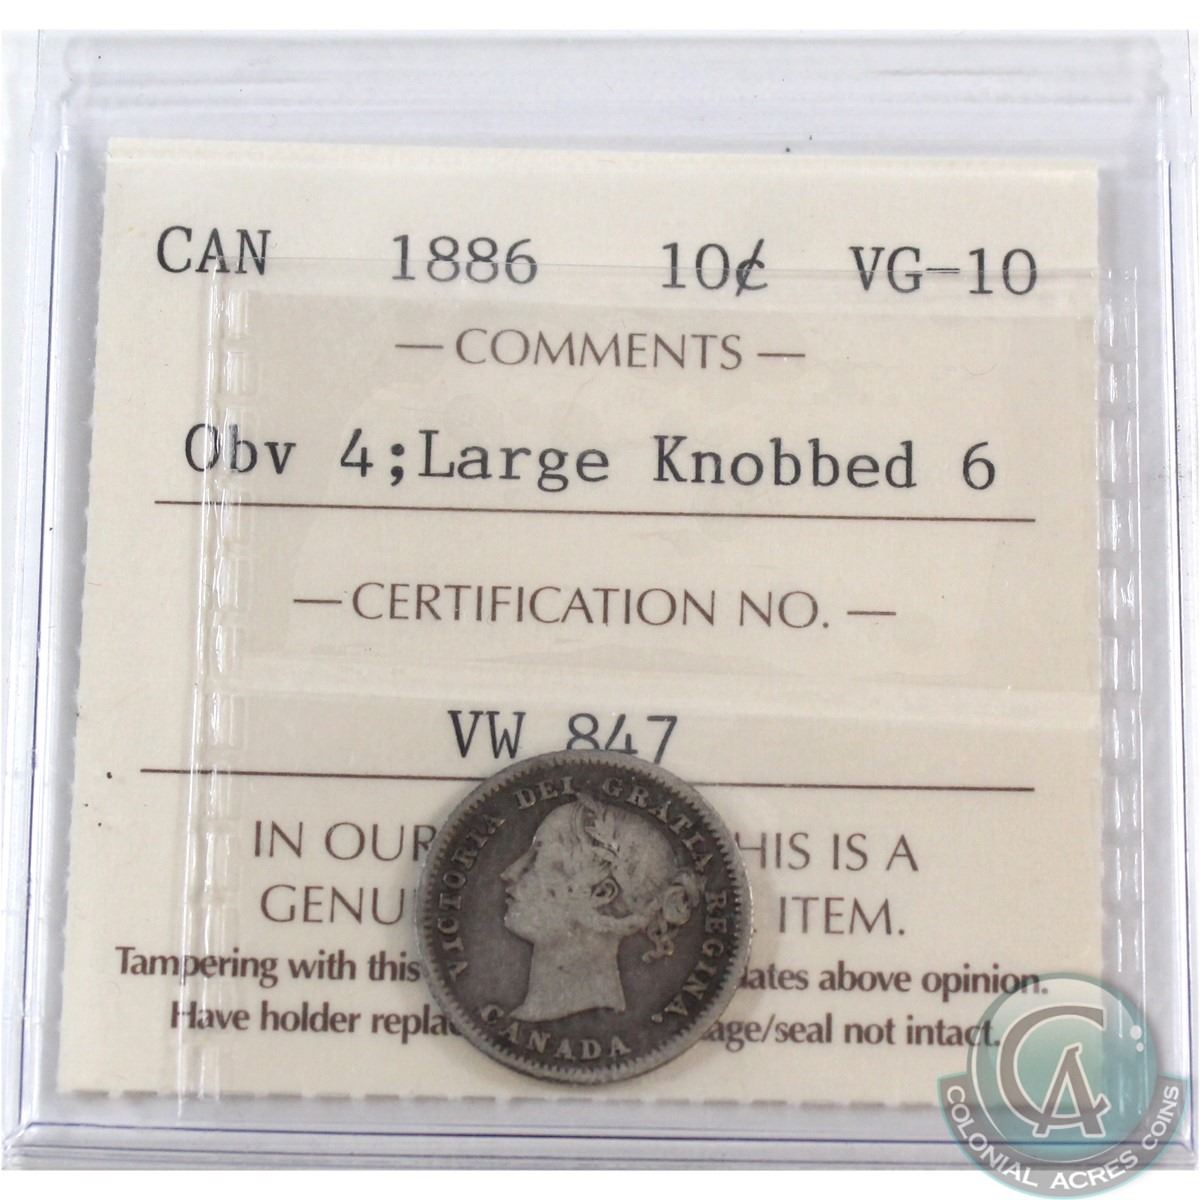 CAN 1886 10¢ VG-10
— COMMENTS —
Obv 4;Large Knobbed 6
— CERTIFICATION NO. —
VW 847
IN OUR HIS IS A
GENU ITEM.
Tampering with this ates above opinion.
Have holder repla age/seal not intact.
VICTORIA DEI GRATIA REGINA.
CANADA
CA
COLONIAL ACRES COINS